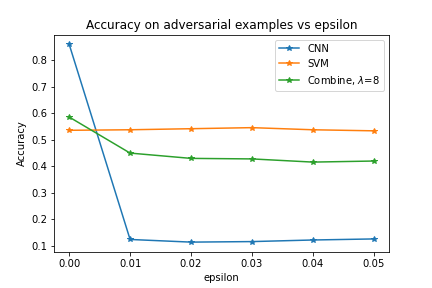 Accuracy on adversarial examples vs epsilon
CNN
SVM
Combine, λ=8
Accuracy
0.8
0.7
0.6
0.5
0.4
0.3
0.2
0.1
0.00 0.01 0.02 0.03 0.04 0.05
epsilon